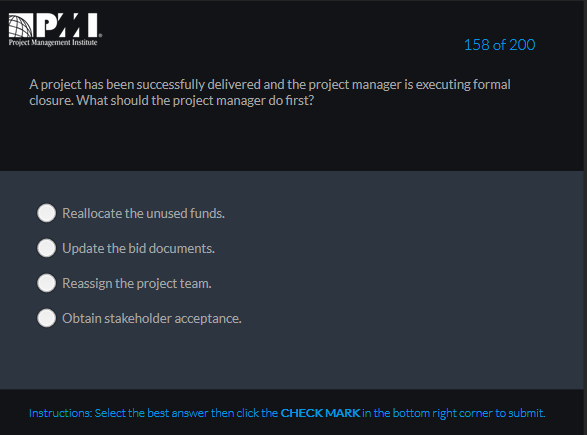 PMI
Project Management Institute
158 of 200
A project has been successfully delivered and the project manager is executing formal
closure. What should the project manager do first?
Reallocate the unused funds.
Update the bid documents.
Reassign the project team.
Obtain stakeholder acceptance.
Instructions: Select the best answer then click the CHECK MARK in the bottom right corner to submit.